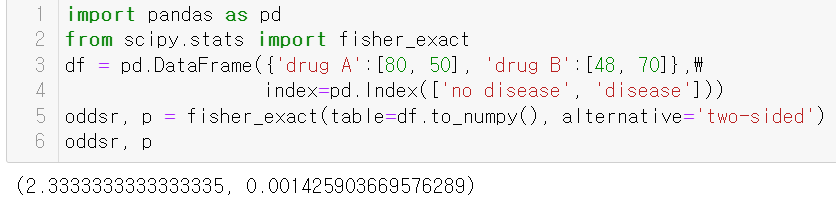 1 import pandas as pd
2 from scipy.stats import fisher_exact
3 df = pd.DataFrame({'drug A':[80, 50], 'drug B':[48, 70]},₩
4 index=pd.Index(['no disease', 'disease']))
5 oddsr, p = fisher_exact(table=df.to_numpy(), alternative='two-sided')
6 oddsr, p
(2.3333333333333335, 0.001425903669576289)